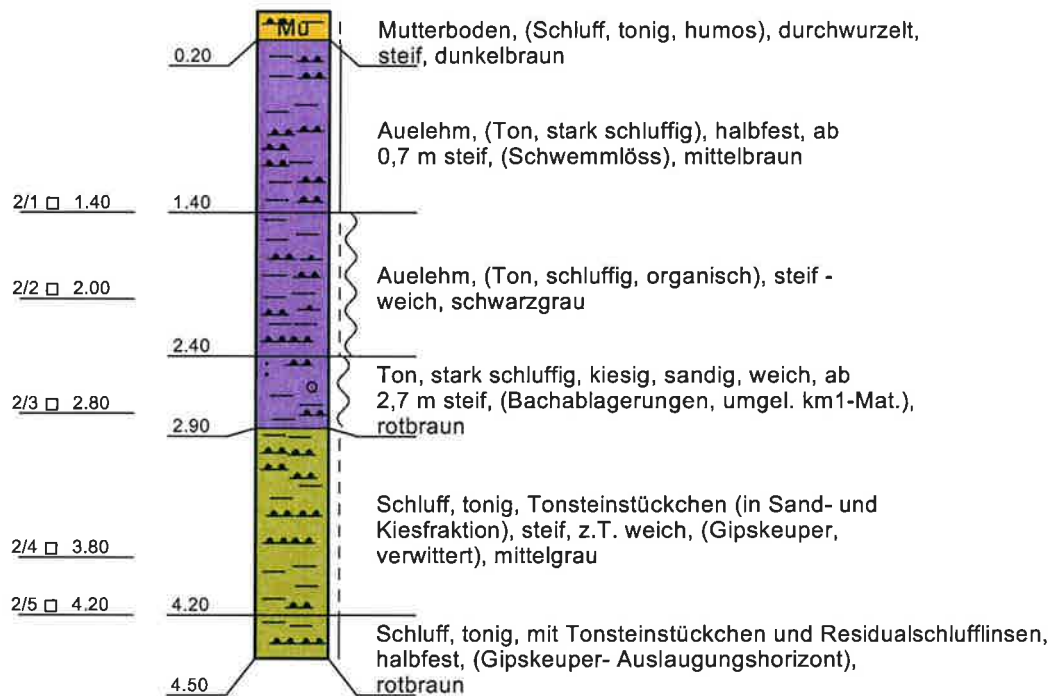 Mu
Mutterboden, (Schluff, tonig, humos), durchwurzelt,
steif, dunkelbraun
0.20
Auelehm, (Ton, stark schluffig), halbfest, ab
0,7 m steif, (Schwemmlöss), mittelbraun
2/1 1.40
1.40
Auelehm, (Ton, schluffig, organisch), steif -
weich, schwarzgrau
2/2 2.00
2.40
Ton, stark schluffig, kiesig, sandig, weich, ab
2,7 m steif, (Bachablagerungen, umgel. km1-Mat.),
rotbraun
2/3 2.80
2.90
Schluff, tonig, Tonsteinstückchen (in Sand- und
Kiesfraktion), steif, z.T. weich, (Gipskeuper,
verwittert), mittelgrau
2/4 3.80
2/5 4.20
4.20
Schluff, tonig, mit Tonsteinstückchen und Residualschlufflinsen,
halbfest, (Gipskeuper- Auslaugungshorizont),
rotbraun
4.50